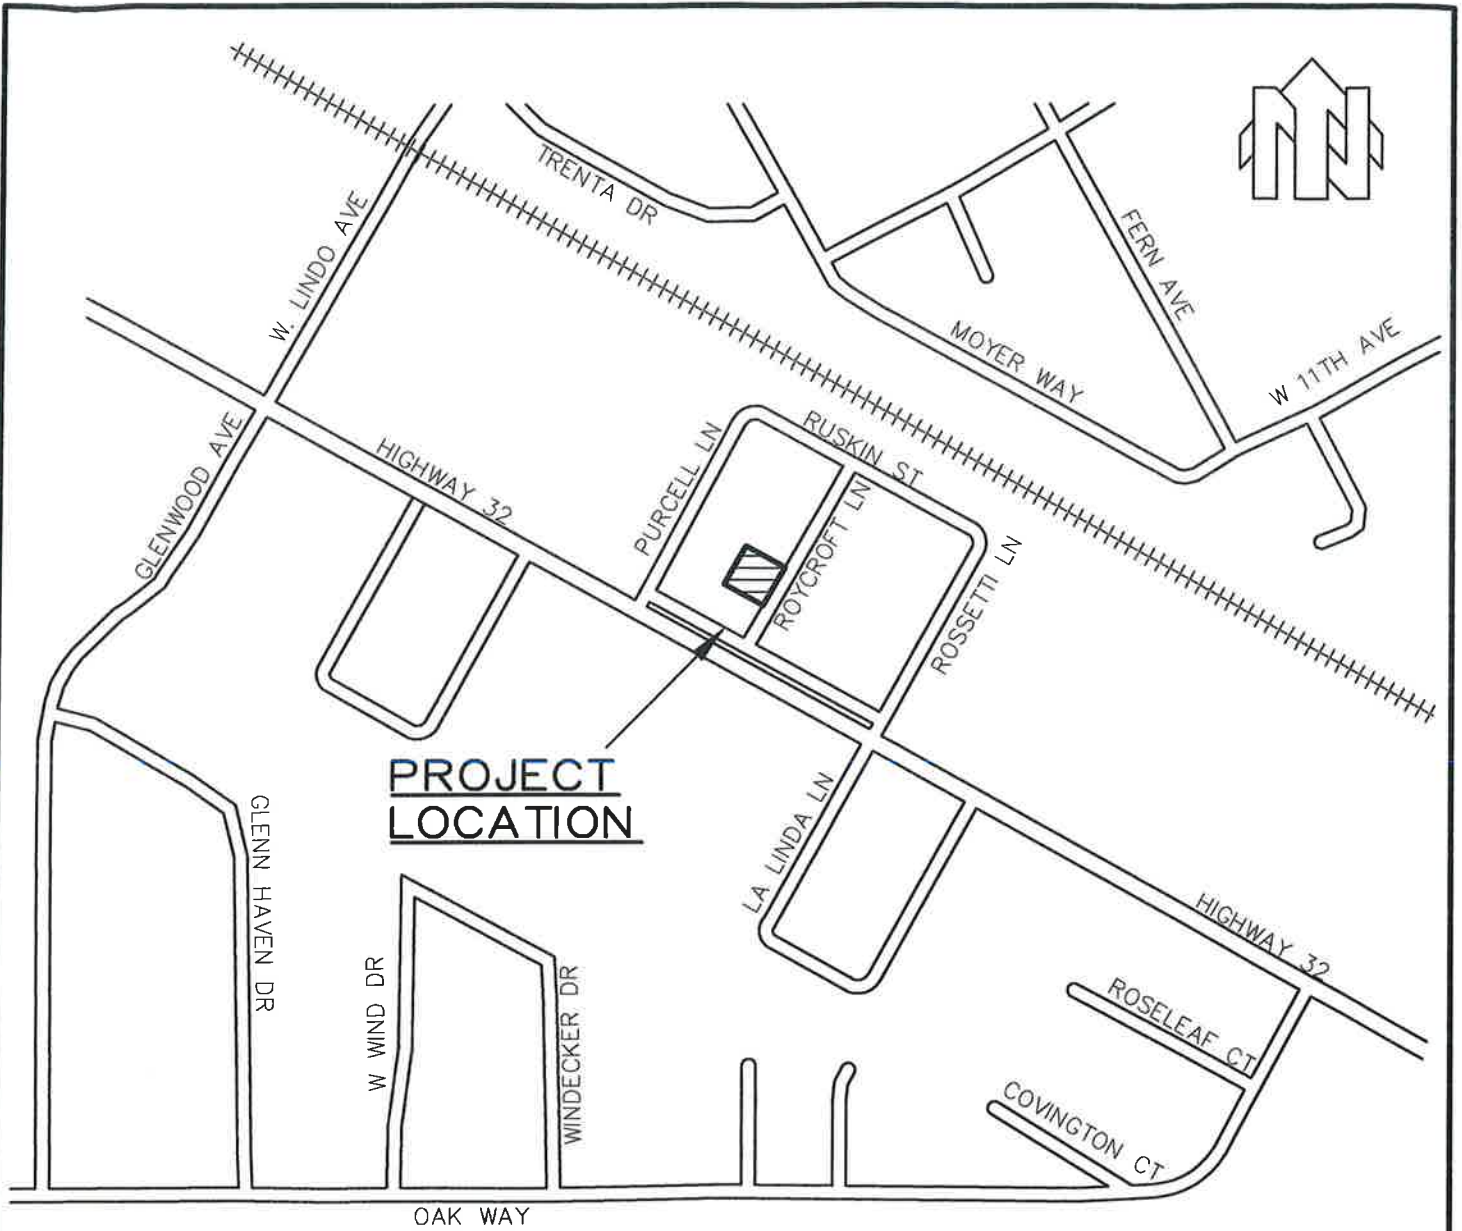 N
TRENTA DR
W. LINDO AVE
FERN AVE
MOYER WAY
W 11TH AVE
GLENWOOD AVE
HIGHWAY 32
PURCELL LN
RUSKIN ST
ROYCROFT LN
ROSSETTI LN
PROJECT
LOCATION
GLENN HAVEN DR
LA LINDA LN
HIGHWAY 32
W WIND DR
WINDECKER DR
ROSELEAF CT
COVINGTON CT
OAK WAY